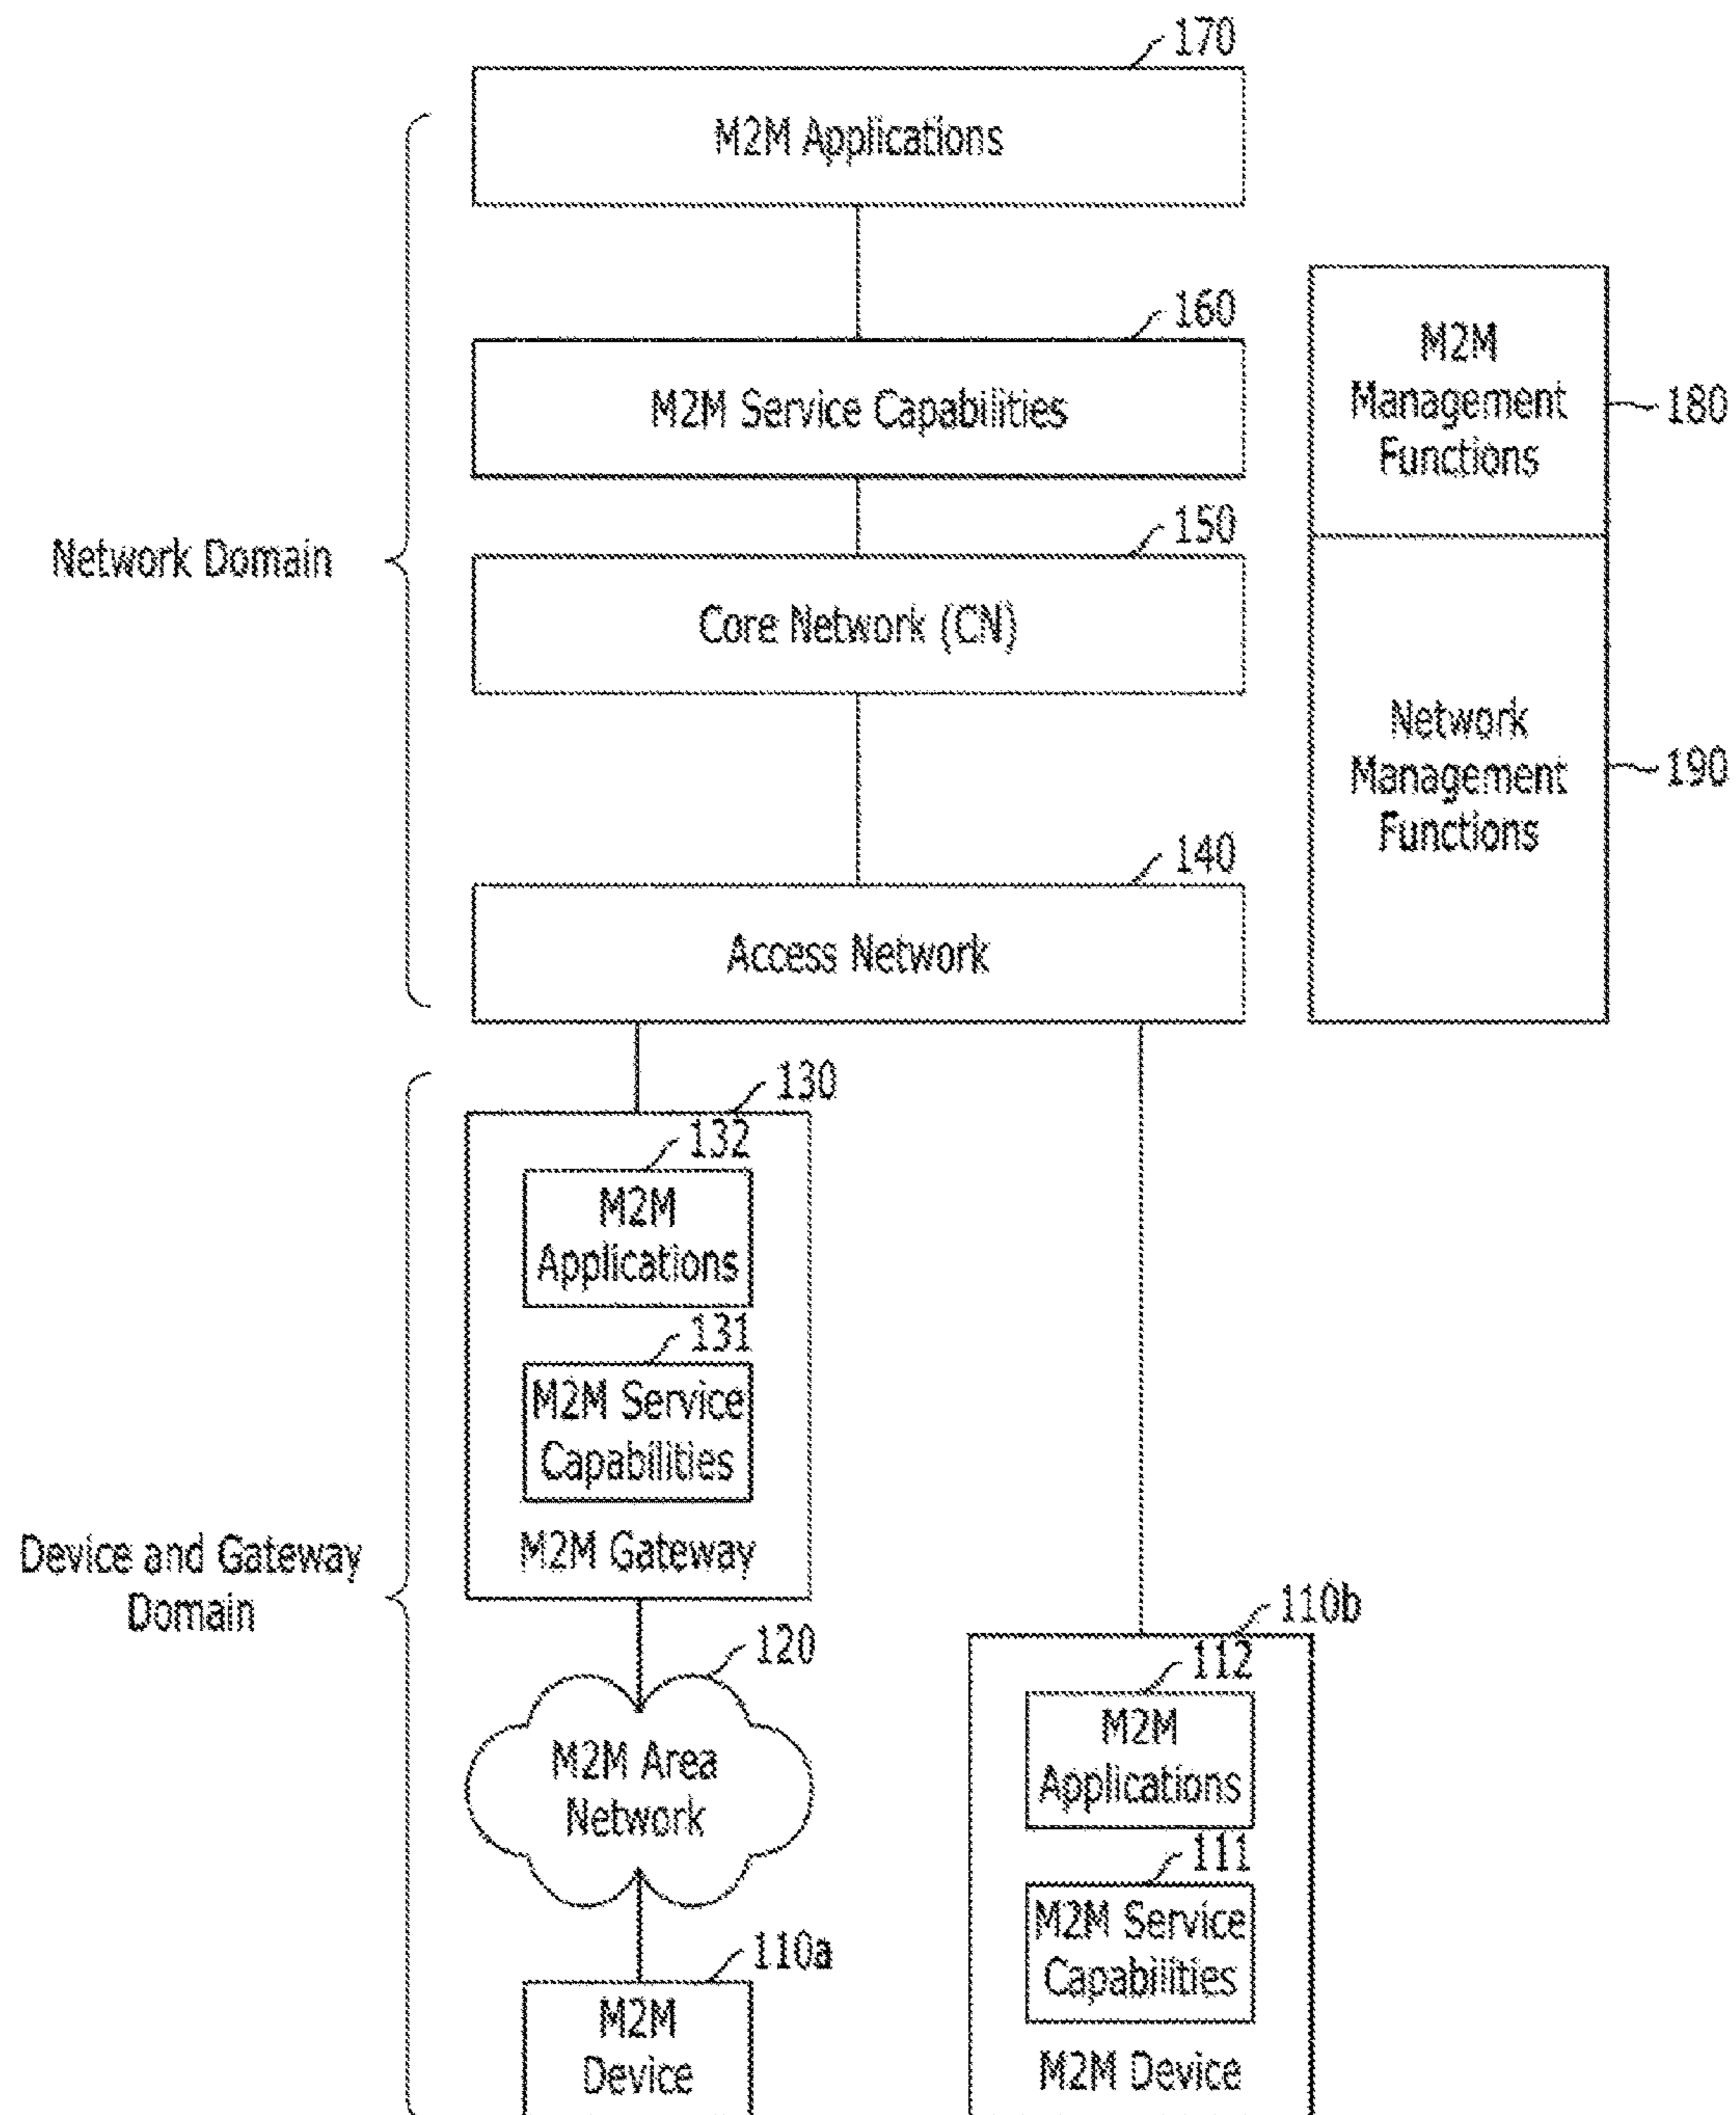 170
M2M Applications
160
M2M Service Capabilities
M2M
Management
Functions
180
150
Network Domain
Core Network (CN)
Network
Management
Functions
190
140
Access Network
130
132
M2M
Applications
131
M2M Service
Capabilities
M2M Gateway
Device and Gateway
Domain
120
M2M Area
Network
110b
112
M2M
Applications
111
M2M Service
Capabilities
M2M Device
110a
M2M
Device